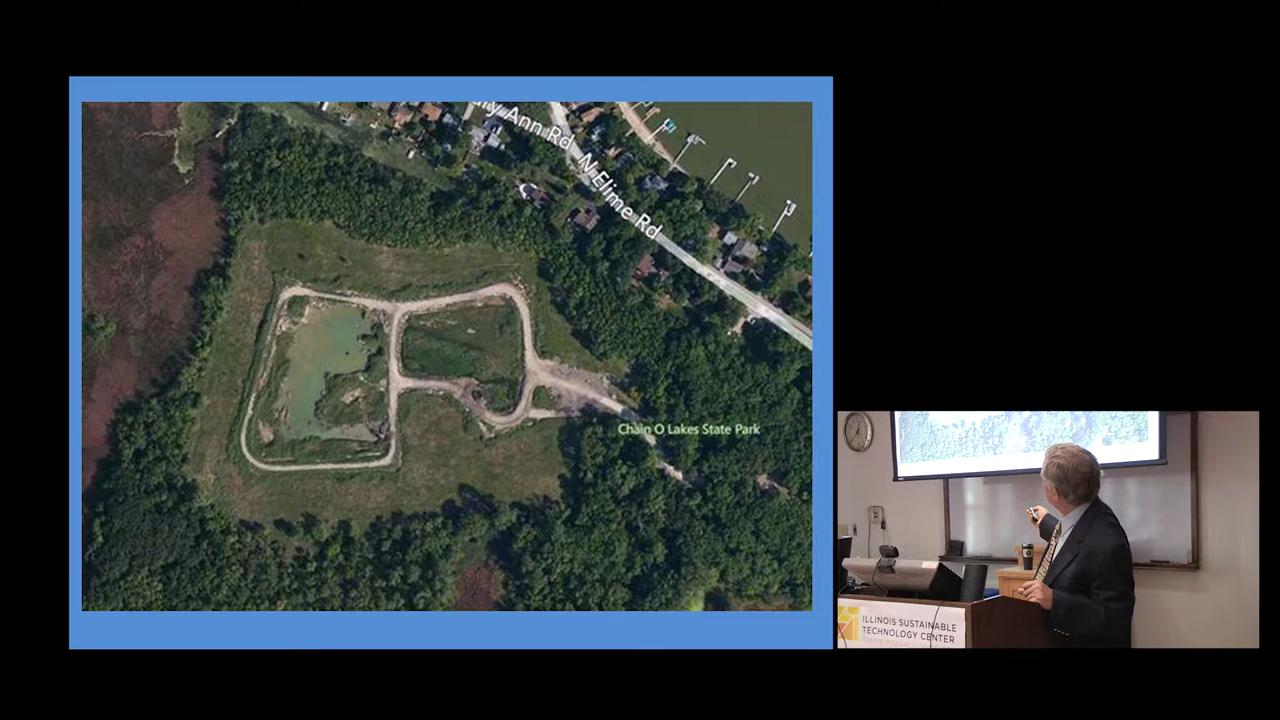 Ann Rd
N Elime Rd
Chain O Lakes State Park
ILLINOIS SUSTAINABLE
TECHNOLOGY CENTER